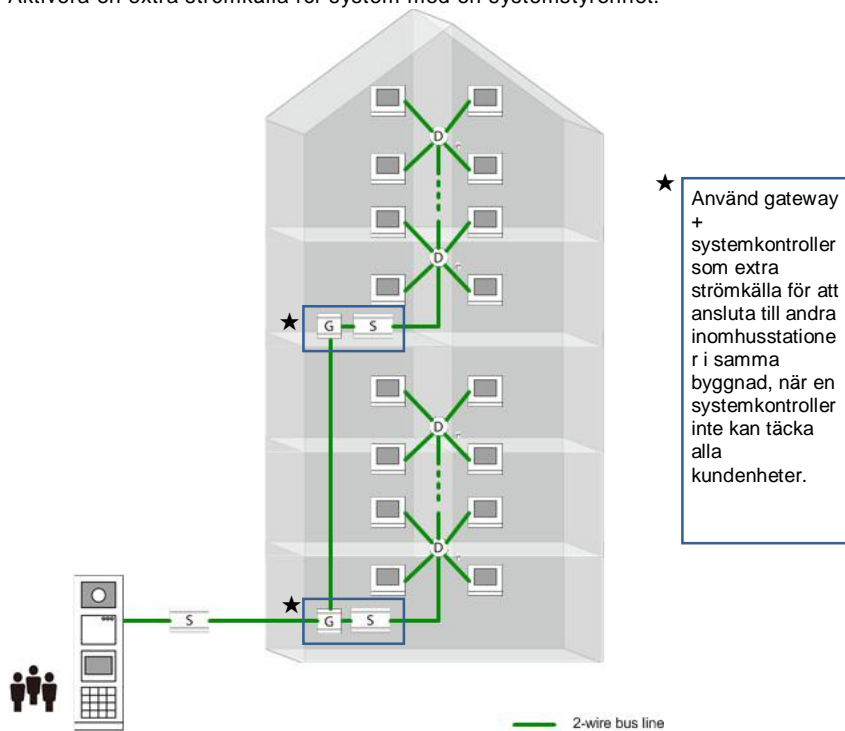 Aktivera en extra strömkälla för system med en systemstyrenhet.
D
D
★
Använd gateway
+
systemkontroller
som extra
strömkälla för att
ansluta till andra
inomhusstatione
r i samma
byggnad, när en
systemkontroller
inte kan täcka
alla
kundenheter.
★ G S
D
D
S
★ G S
2-wire bus line